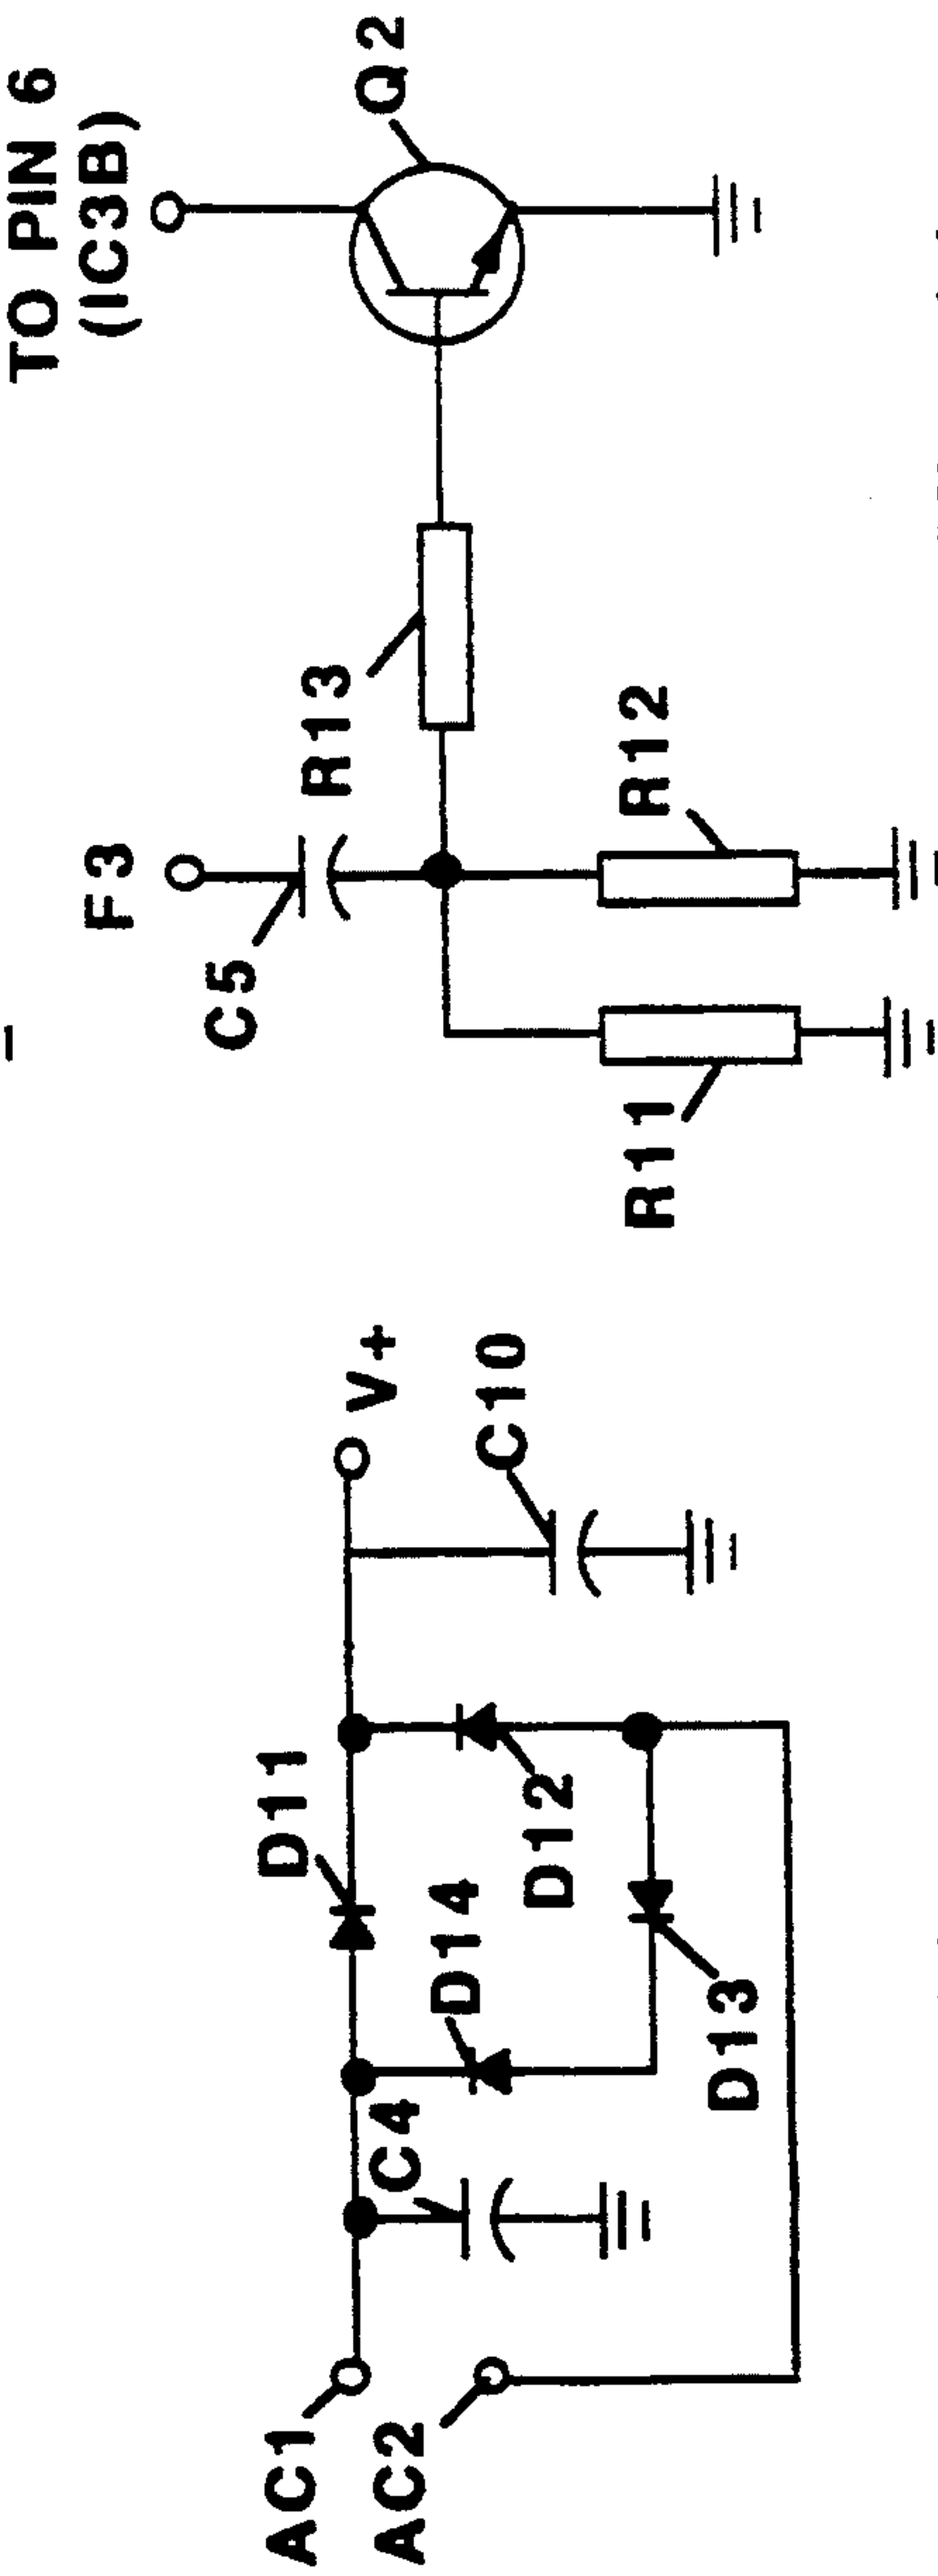 AC1
AC2
C4
D14
D11
D13
D12
V+
C10
R11
C5
F3
R13
R12
TO PIN 6
(IC3B)
Q2